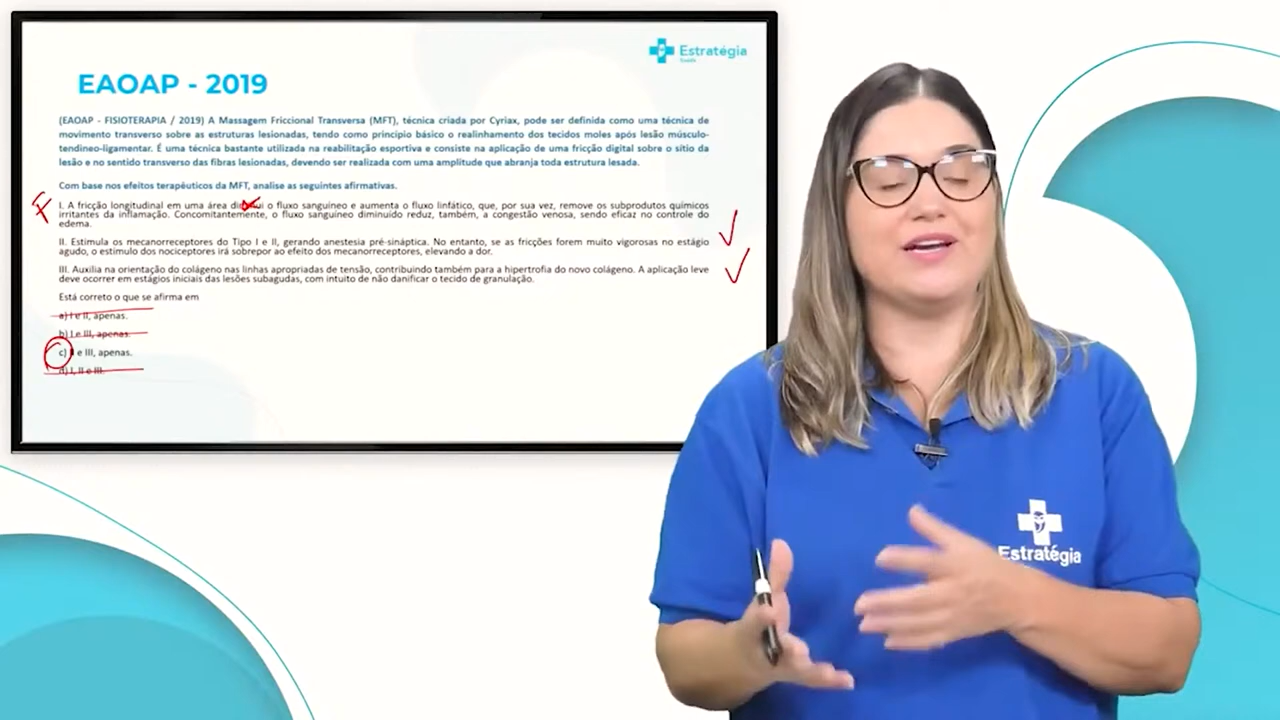 Estratégia
Saúde
EAOAP - 2019
(EAOAP - FISIOTERAPIA / 2019) A Massagem Friccional Transversa (MFT), técnica criada por Cyriax, pode ser definida como uma técnica de
movimento transverso sobre as estruturas lesionadas, tendo como princípio básico o realinhamento dos tecidos moles após lesão músculo-
tendineo-ligamentar. É uma técnica bastante utilizada na reabilitação esportiva e consiste na aplicação de uma fricção digital sobre o sítio da
lesão e no sentido transverso das fibras lesionadas, devendo ser realizada com uma amplitude que abranja toda estrutura lesada.
Com base nos efeitos terapêuticos da MFT, analise as seguintes afirmativas.
F
I. A fricção longitudinal em uma área diminui o fluxo sanguíneo e aumenta o fluxo linfático, que, por sua vez, remove os subprodutos químicos
irritantes da inflamação. Concomitantemente, o fluxo sanguíneo diminuído reduz, também, a congestão venosa, sendo eficaz no controle do
edema.
II. Estimula os mecanorreceptores do Tipo I e II, gerando anestesia pré-sináptica. No entanto, se as fricções forem muito vigorosas no estágio
agudo, o estimulo dos nociceptores irá sobrepor ao efeito dos mecanorreceptores, elevando a dor.
III. Auxilia na orientação do colágeno nas linhas apropriadas de tensão, contribuindo também para a hipertrofia do novo colágeno. A aplicação leve
deve ocorrer em estágios iniciais das lesões subagudas, com intuito de não danificar o tecido de granulação.
Está correto o que se afirma em
a) I e II, apenas.
b) I e III, apenas.
c) II e III, apenas.
d) I, II e III.
Estratégia